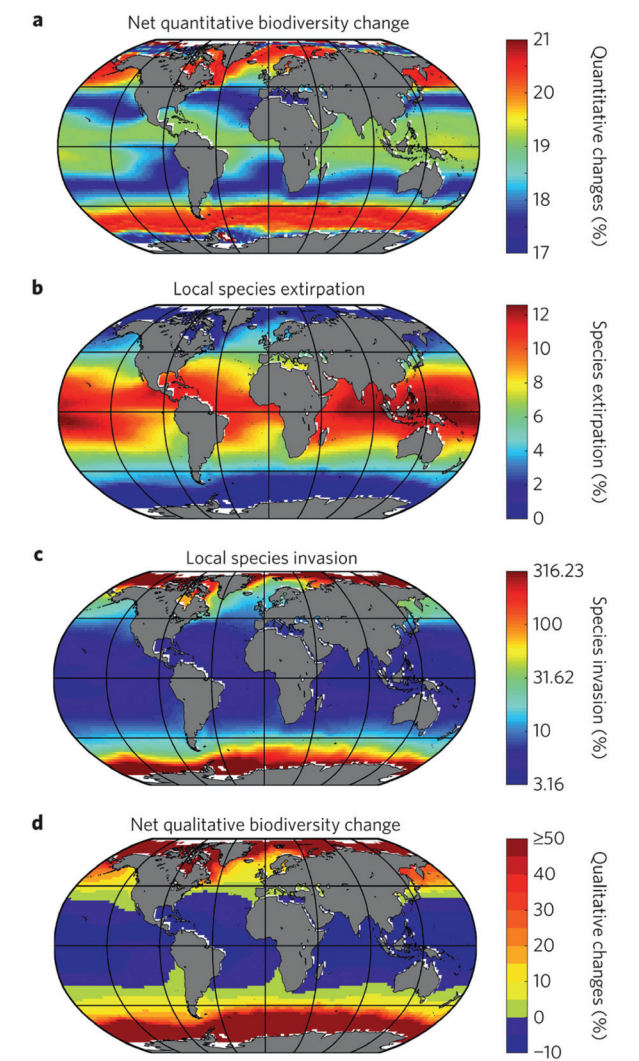 a
Net quantitative biodiversity change
21
20
19
18
17
Quantitative changes (%)
b
Local species extirpation
12
10
8
6
4
2
0
Species extirpation (%)
c
Local species invasion
316.23
100
31.62
10
3.16
Species invasion (%)
d
Net qualitative biodiversity change
≥50
40
30
20
10
0
−10
Qualitative changes (%)